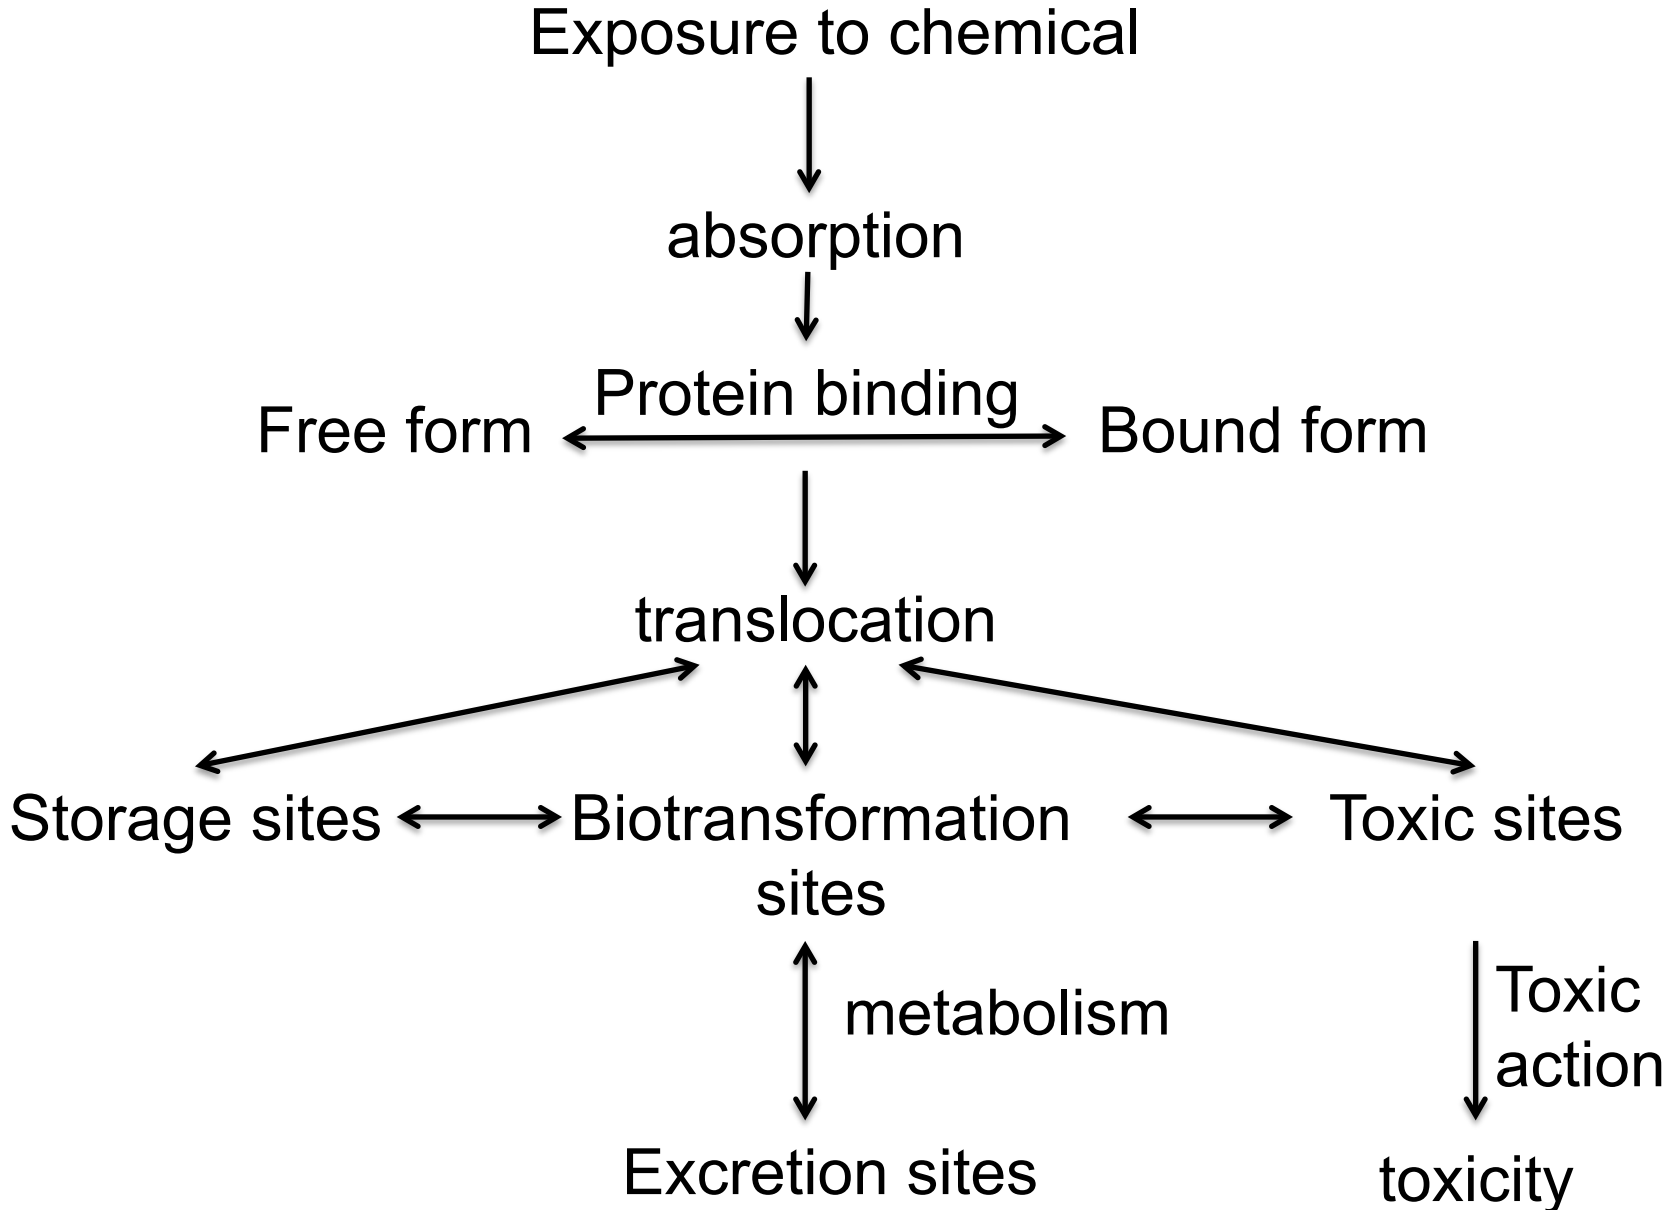 Exposure to chemical
absorption
Protein binding
Free form
Bound form
translocation
Storage sites
Biotransformation
sites
Toxic sites
metabolism
Toxic
action
Excretion sites
toxicity